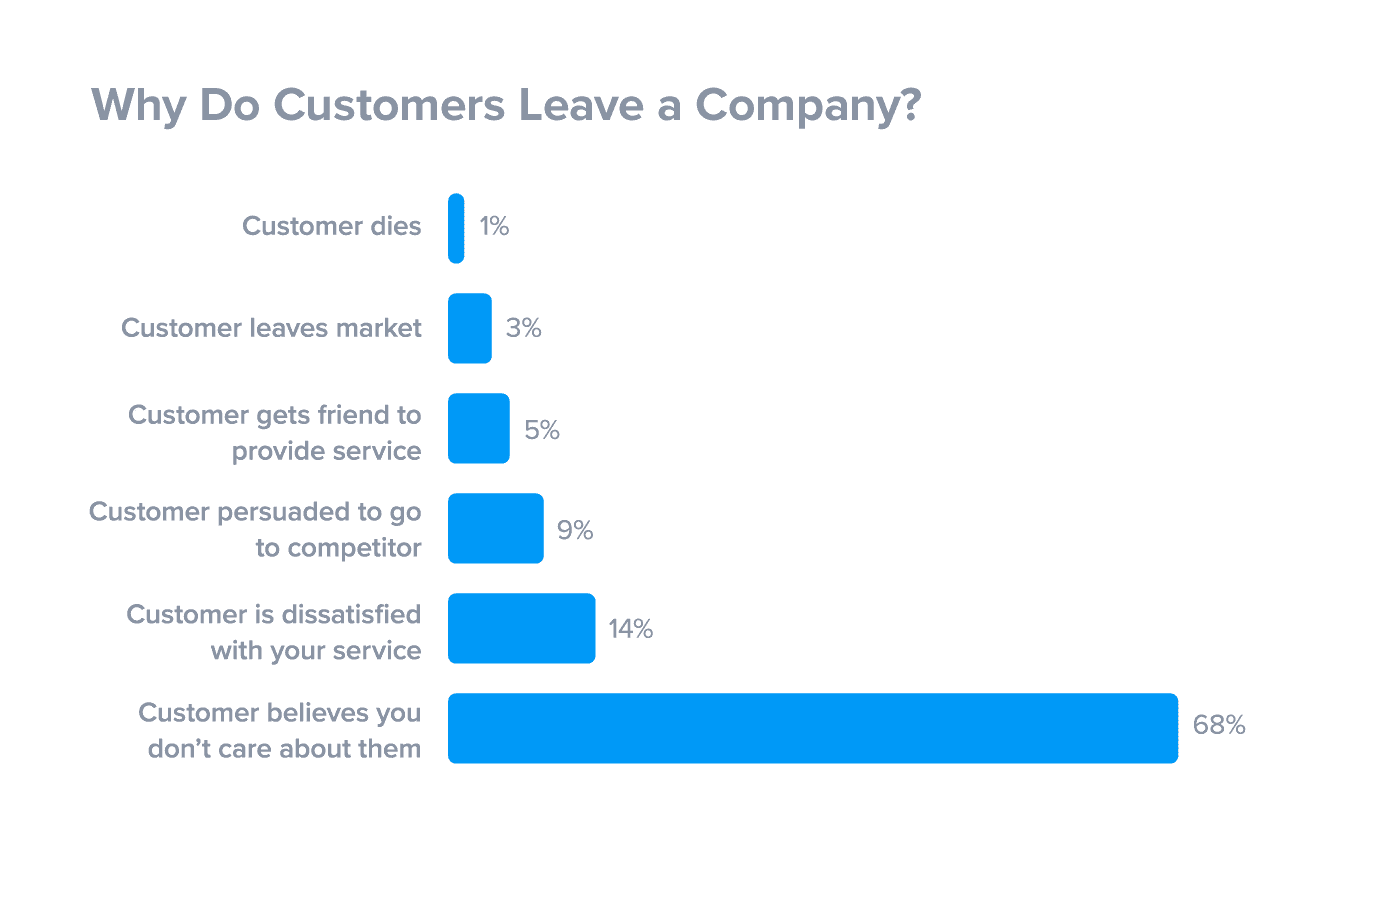 Why Do Customers Leave a Company?
Customer dies
1%
Customer leaves market
3%
Customer gets friend to
provide service
5%
Customer persuaded to go
to competitor
9%
Customer is dissatisfied
with your service
14%
Customer believes you
don’t care about them
68%